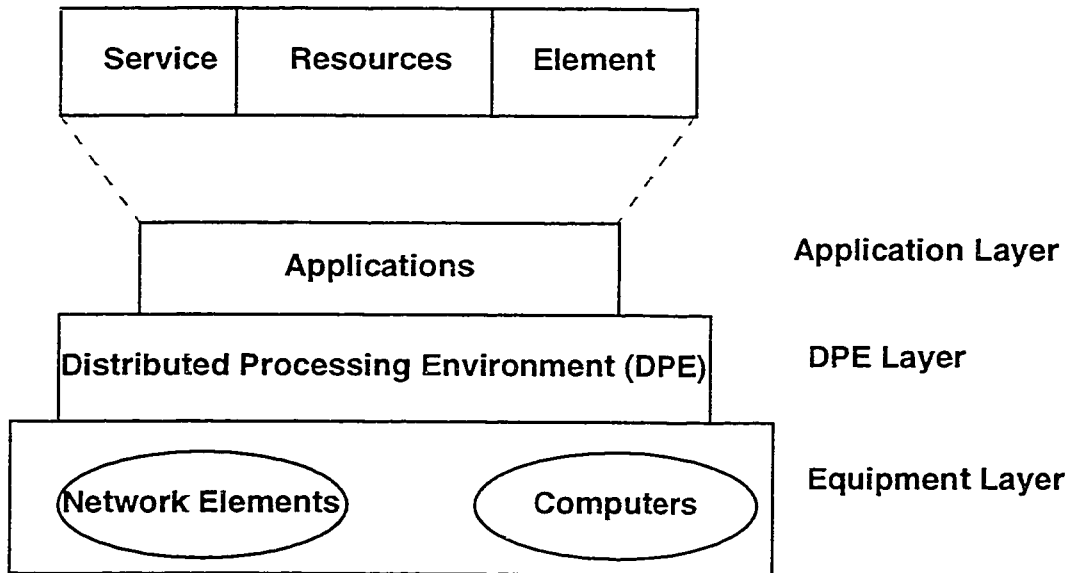 Service Resources Element
Applications Application Layer
Distributed Processing Environment (DPE) DPE Layer
Network Elements Computers Equipment Layer